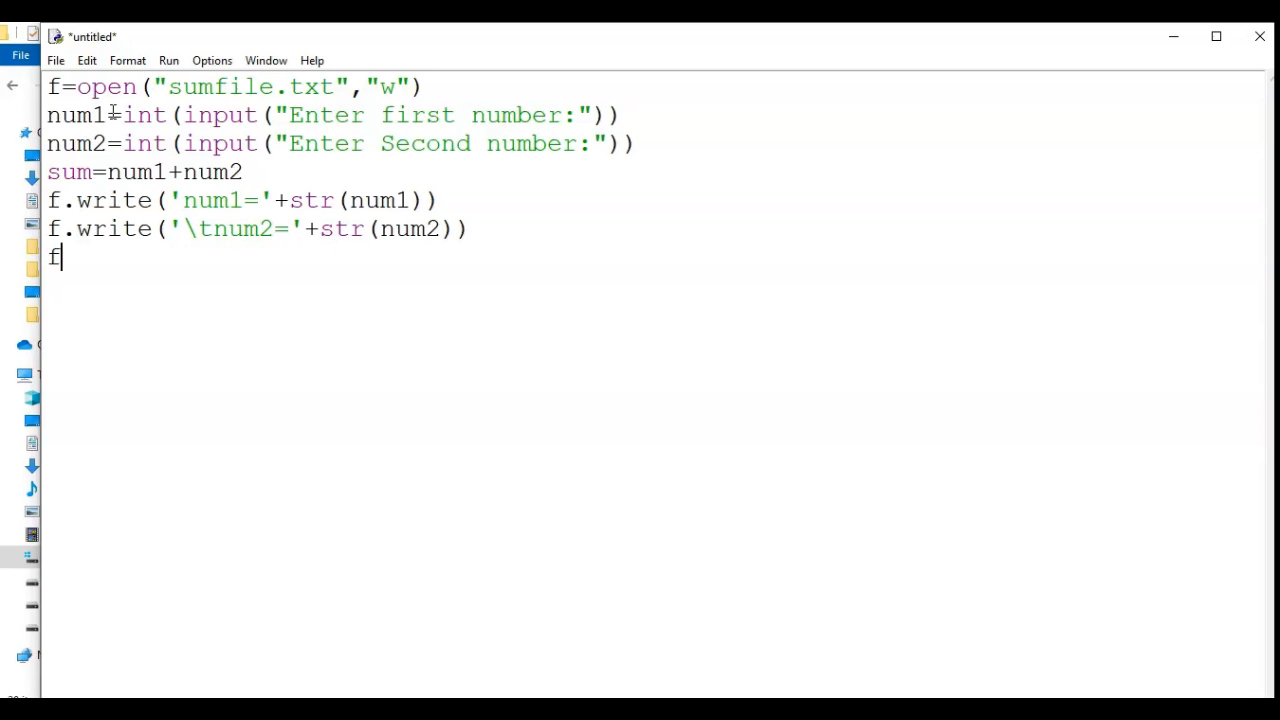 *untitled*
File
File Edit Format Run Options Window Help
f=open("sumfile.txt","w")
num1=int(input("Enter first number:"))
num2=int(input("Enter Second number:"))
sum=num1+num2
f.write('num1='+str(num1))
f.write('\tnum2='+str(num2))
f